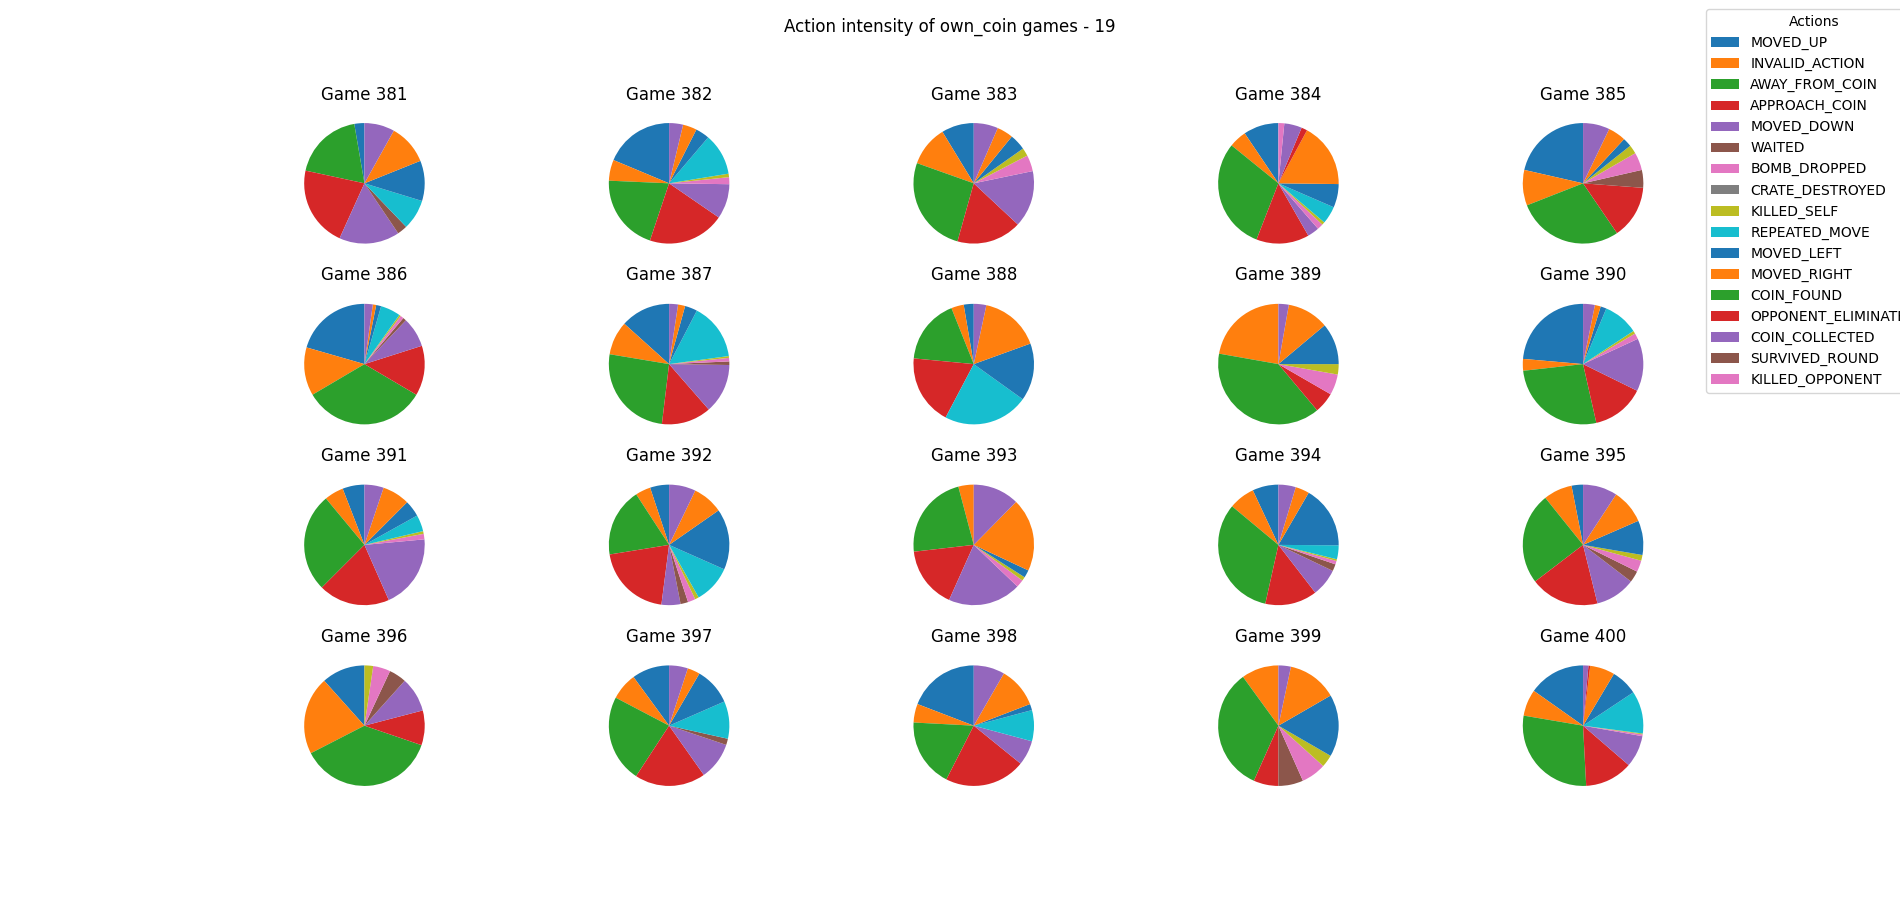 Action intensity of own_coin games - 19
Actions
MOVED_UP
INVALID_ACTION
AWAY_FROM_COIN
APPROACH_COIN
MOVED_DOWN
WAITED
BOMB_DROPPED
CRATE_DESTROYED
KILLED_SELF
REPEATED_MOVE
MOVED_LEFT
MOVED_RIGHT
COIN_FOUND
OPPONENT_ELIMINATI
COIN_COLLECTED
SURVIVED_ROUND
KILLED_OPPONENT
Game 381
Game 382
Game 383
Game 384
Game 385
Game 386
Game 387
Game 388
Game 389
Game 390
Game 391
Game 392
Game 393
Game 394
Game 395
Game 396
Game 397
Game 398
Game 399
Game 400